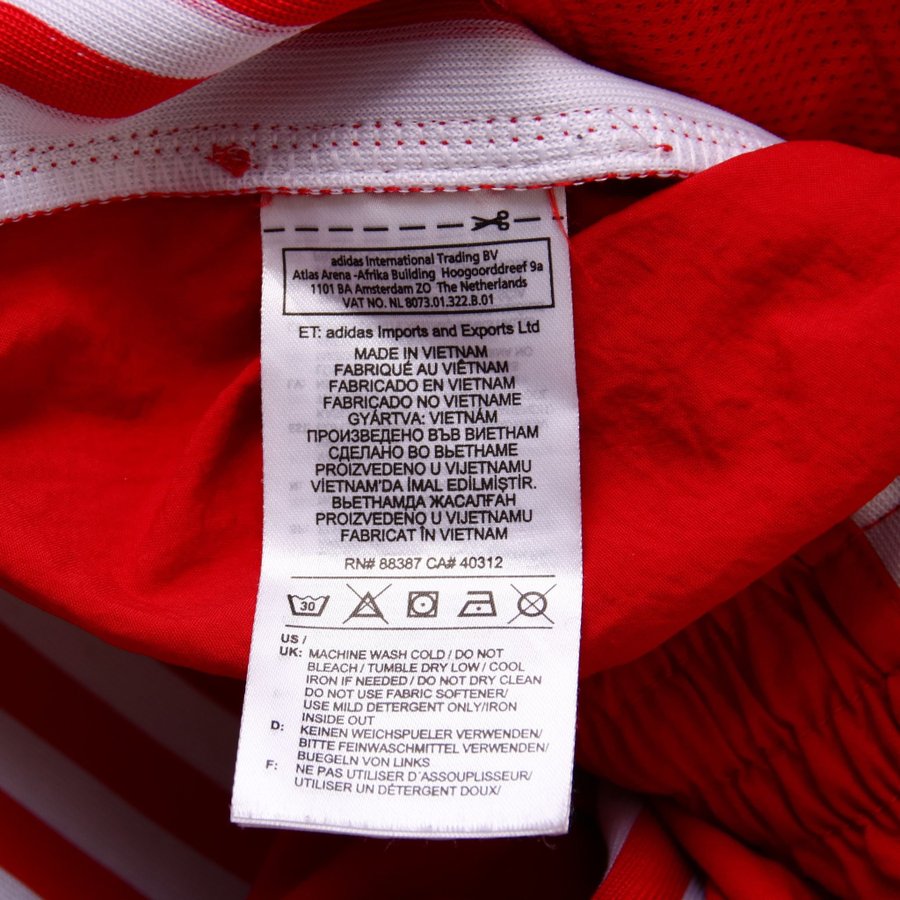 adidas International Trading BV
Atlas Arena -Afrika Building Hoogoorddreef 9a
1101 BA Amsterdam ZO The Netherlands
VAT NO. NL 8073.01.322.B.01
ET: adidas Imports and Exports Ltd
MADE IN VIETNAM
FABRIQUÉ AU VIÊTNAM
FABRICADO EN VIETNAM
FABRICADO NO VIETNAME
GYÁRTVA: VIETNÁM
ПРОИЗВЕДЕНО ВЪВ ВИЕТНАМ
СДЕЛАНО ВО ВЬЕТНАМЕ
PROIZVEDENO U VIJETNAMU
VİETNAM'DA İMAL EDİLMİŞTİR.
ВЬЕТНАМДА ЖАСАЛҒАН
PROIZVEDENO U VIJETNAMU
FABRICAT ÎN VIETNAM
RN# 88387 CA# 40312
30
US /
UK: MACHINE WASH COLD / DO NOT
BLEACH / TUMBLE DRY LOW / COOL
IRON IF NEEDED / DO NOT DRY CLEAN
DO NOT USE FABRIC SOFTENER/
USE MILD DETERGENT ONLY/IRON
INSIDE OUT
D: KEINEN WEICHSPUELER VERWENDEN/
BITTE FEINWASCHMITTEL VERWENDEN/
BUEGELN VON LINKS
F: NE PAS UTILISER D'ASSOUPLISSEUR/
UTILISER UN DÉTERGENT DOUX/